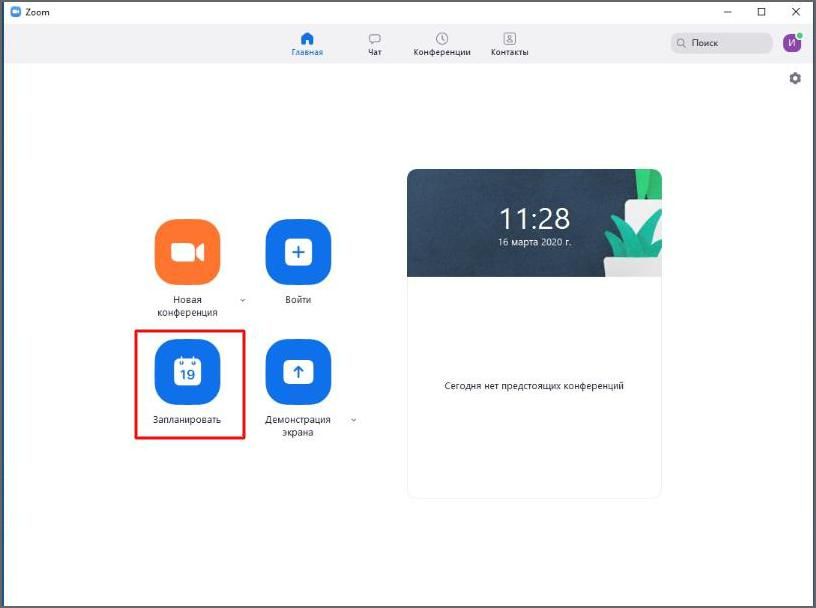 Zoom
Главная
Чат
Конференции
Контакты
Поиск
И
11:28
16 марта 2020 г.
Новая
конференция
Войти
19
Запланировать
Демонстрация
экрана
Сегодня нет предстоящих конференций